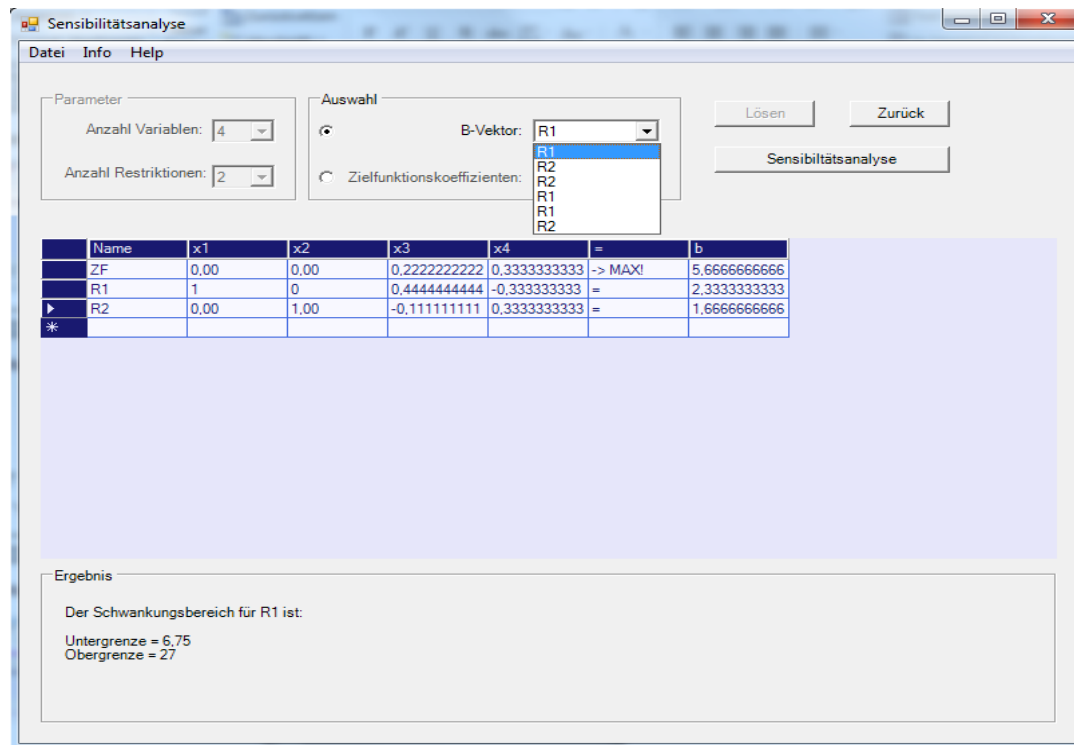 Sensibilitätsanalyse
Datei Info Help
Parameter
Anzahl Variablen: 4
Anzahl Restriktionen: 2
Auswahl
B-Vektor: R1
R1
R2
R2
R1
R1
R2
Zielfunktionskoeffizienten:
Lösen
Zurück
Sensibiltätsanalyse
Name x1 x2 x3 x4 = b
ZF 0,00 0,00 0,2222222222 0,3333333333 -> MAX! 5,6666666666
R1 1 0 0,4444444444 -0,333333333 = 2,3333333333
R2 0,00 1,00 -0,111111111 0,3333333333 = 1,6666666666
Ergebnis
Der Schwankungsbereich für R1 ist:
Untergrenze = 6,75
Obergrenze = 27